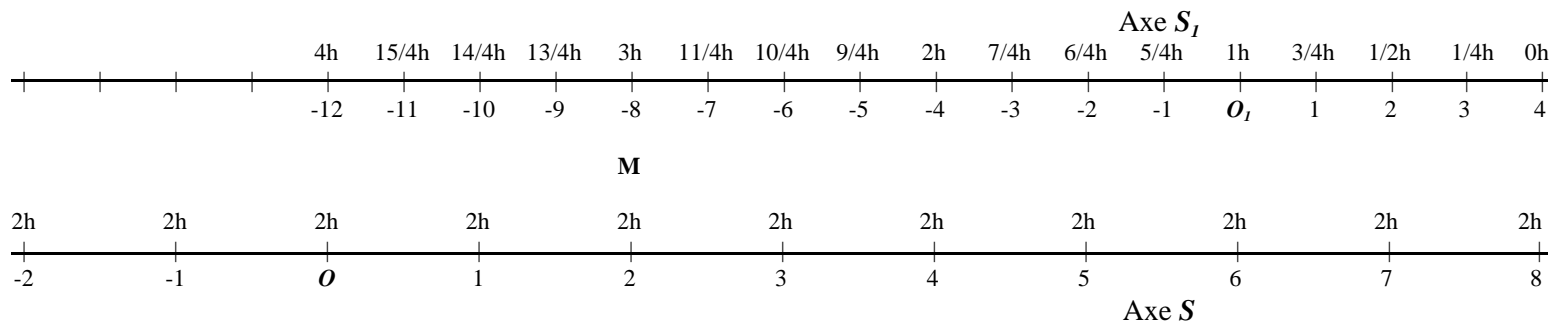 Axe S₁
4h 15/4h 14/4h 13/4h 3h 11/4h 10/4h 9/4h 2h 7/4h 6/4h 5/4h 1h 3/4h 1/2h 1/4h 0h
-12 -11 -10 -9 -8 -7 -6 -5 -4 -3 -2 -1 O₁ 1 2 3 4
M
2h 2h 2h 2h 2h 2h 2h 2h 2h 2h 2h
-2 -1 O 1 2 3 4 5 6 7 8
Axe S